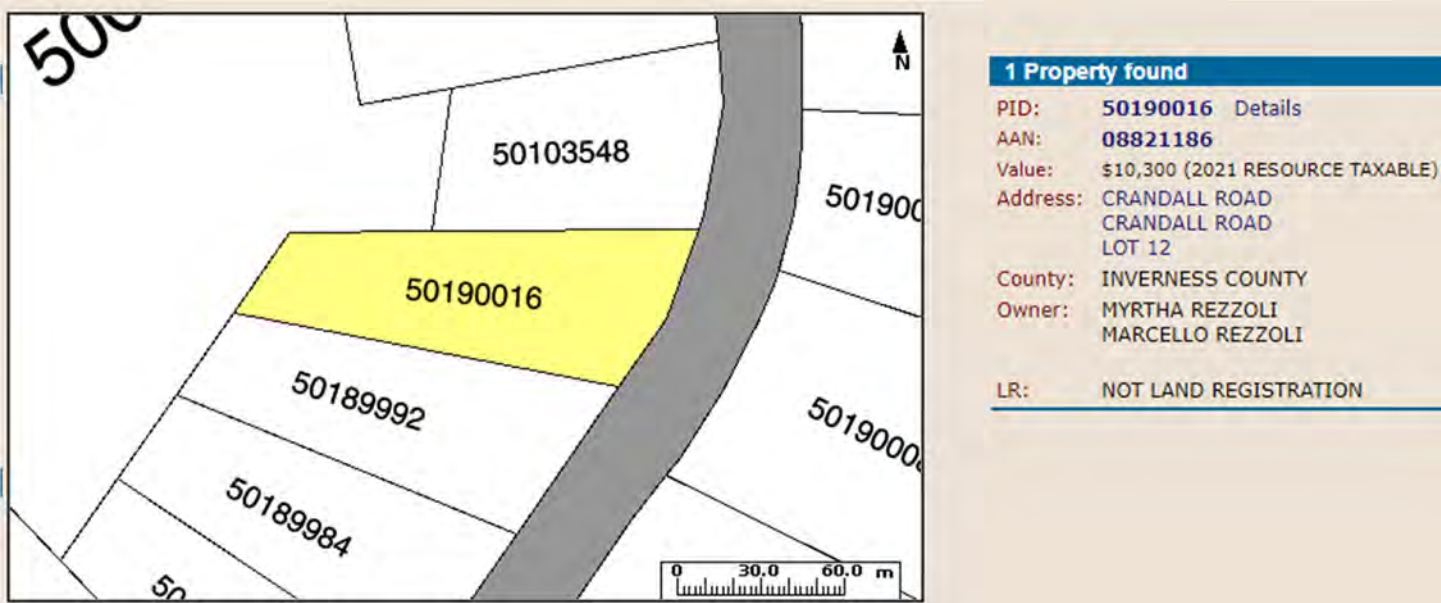 N
50103548
50190016
50189992
50189984
0 30.0 60.0 m
1 Property found
PID: 50190016 Details
AAN: 08821186
Value: $10,300 (2021 RESOURCE TAXABLE)
Address: CRANDALL ROAD
CRANDALL ROAD
LOT 12
County: INVERNESS COUNTY
Owner: MYRTHA REZZOLI
MARCELLO REZZOLI
LR: NOT LAND REGISTRATION